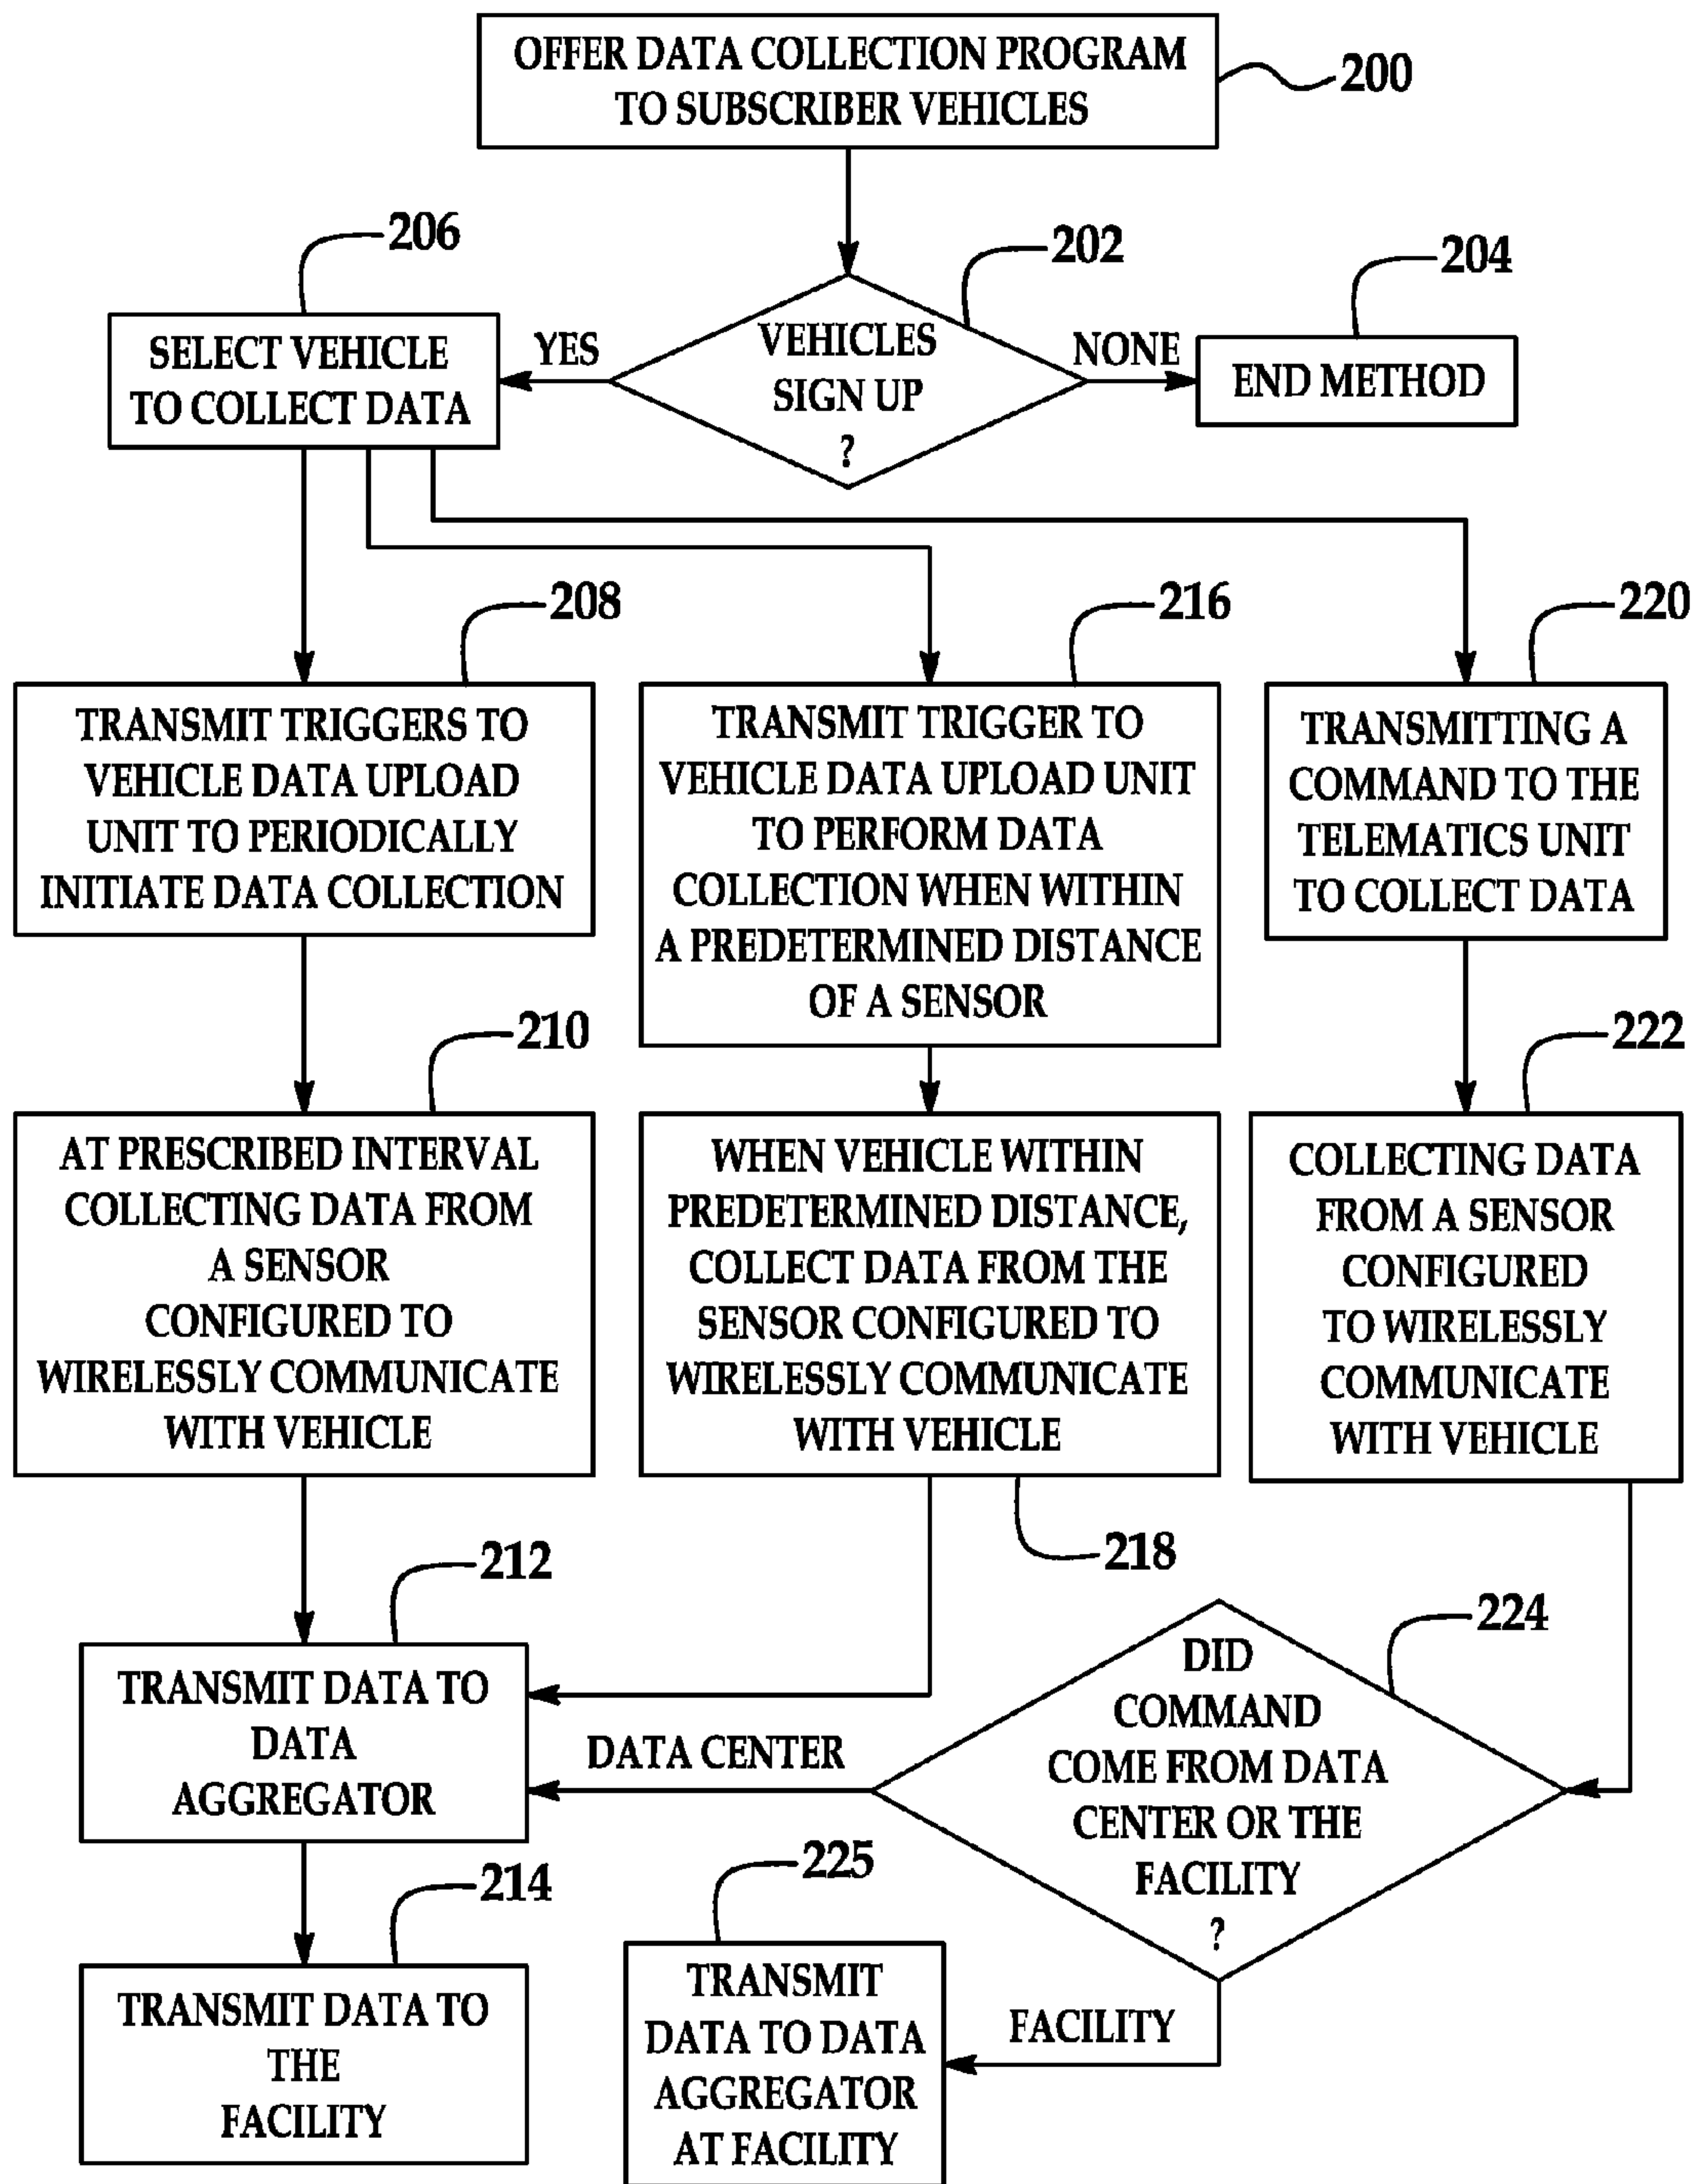 OFFER DATA COLLECTION PROGRAM
TO SUBSCRIBER VEHICLES
200
206
202
204
SELECT VEHICLE
TO COLLECT DATA
YES
VEHICLES
SIGN UP
?
NONE
END METHOD
208
216
220
TRANSMIT TRIGGERS TO
VEHICLE DATA UPLOAD
UNIT TO PERIODICALLY
INITIATE DATA COLLECTION
TRANSMIT TRIGGER TO
VEHICLE DATA UPLOAD UNIT
TO PERFORM DATA
COLLECTION WHEN WITHIN
A PREDETERMINED DISTANCE
OF A SENSOR
TRANSMITTING A
COMMAND TO THE
TELEMATICS UNIT
TO COLLECT DATA
210
222
AT PRESCRIBED INTERVAL
COLLECTING DATA FROM
A SENSOR
CONFIGURED TO
WIRELESSLY COMMUNICATE
WITH VEHICLE
WHEN VEHICLE WITHIN
PREDETERMINED DISTANCE,
COLLECT DATA FROM THE
SENSOR CONFIGURED TO
WIRELESSLY COMMUNICATE
WITH VEHICLE
COLLECTING DATA
FROM A SENSOR
CONFIGURED
TO WIRELESSLY
COMMUNICATE
WITH VEHICLE
212
218
224
TRANSMIT DATA TO
DATA
AGGREGATOR
DATA CENTER
DID
COMMAND
COME FROM DATA
CENTER OR THE
FACILITY
?
214
225
TRANSMIT DATA TO
THE
FACILITY
TRANSMIT
DATA TO DATA
AGGREGATOR
AT FACILITY
FACILITY